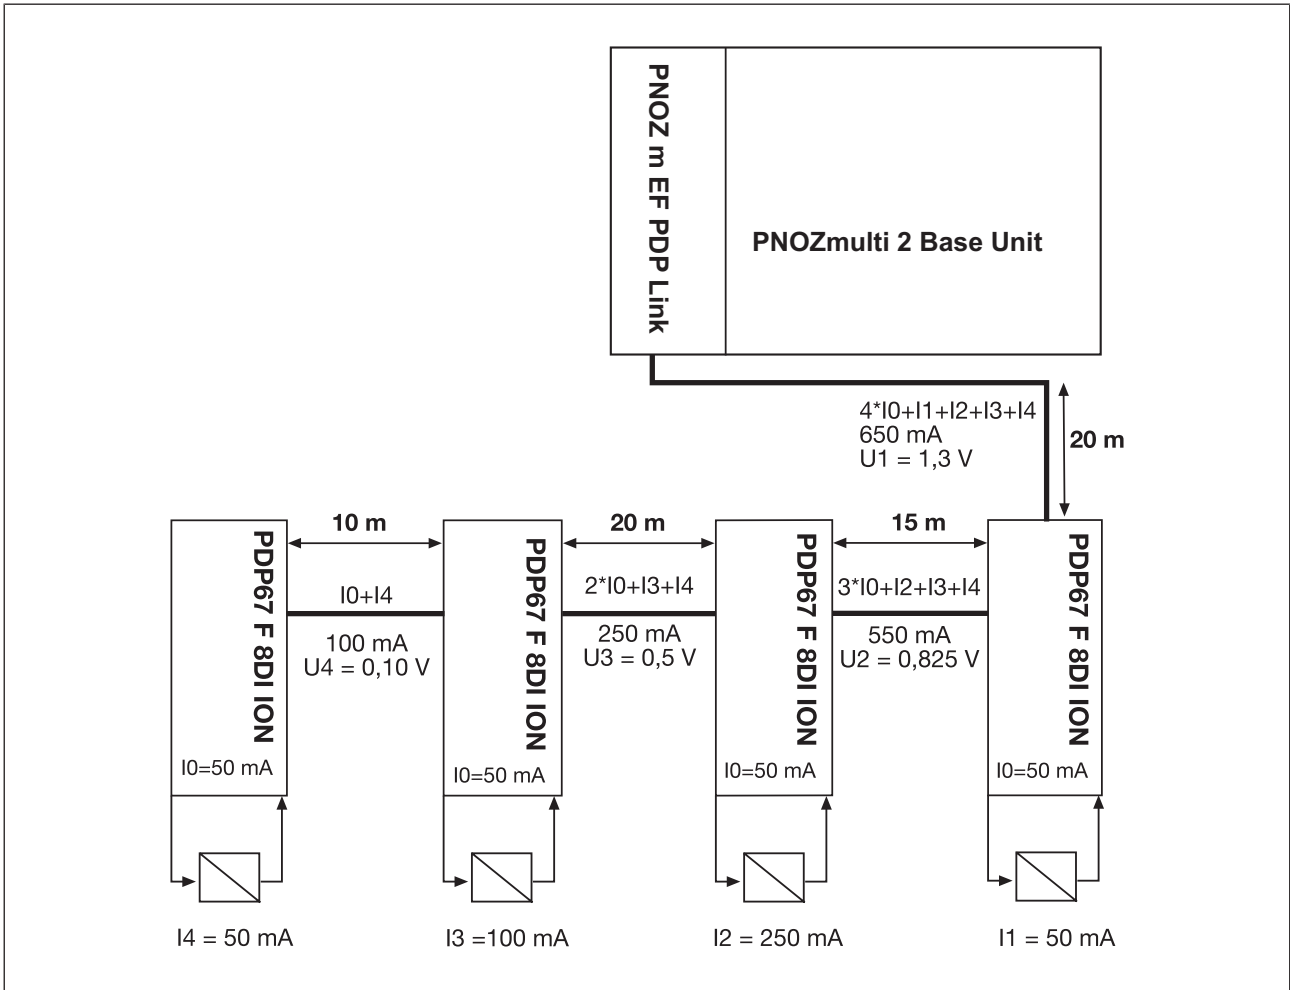 PNOZ m EF PDP Link
PNOZmulti 2 Base Unit
4*I0+I1+I2+I3+I4
650 mA
U1 = 1,3 V
20 m
10 m
20 m
15 m
PDP67 F 8DI ION
PDP67 F 8DI ION
PDP67 F 8DI ION
PDP67 F 8DI ION
I0+I4
100 mA
U4 = 0,10 V
2*I0+I3+I4
250 mA
U3 = 0,5 V
3*I0+I2+I3+I4
550 mA
U2 = 0,825 V
I0=50 mA
I0=50 mA
I0=50 mA
I0=50 mA
I4 = 50 mA
I3 =100 mA
I2 = 250 mA
I1 = 50 mA